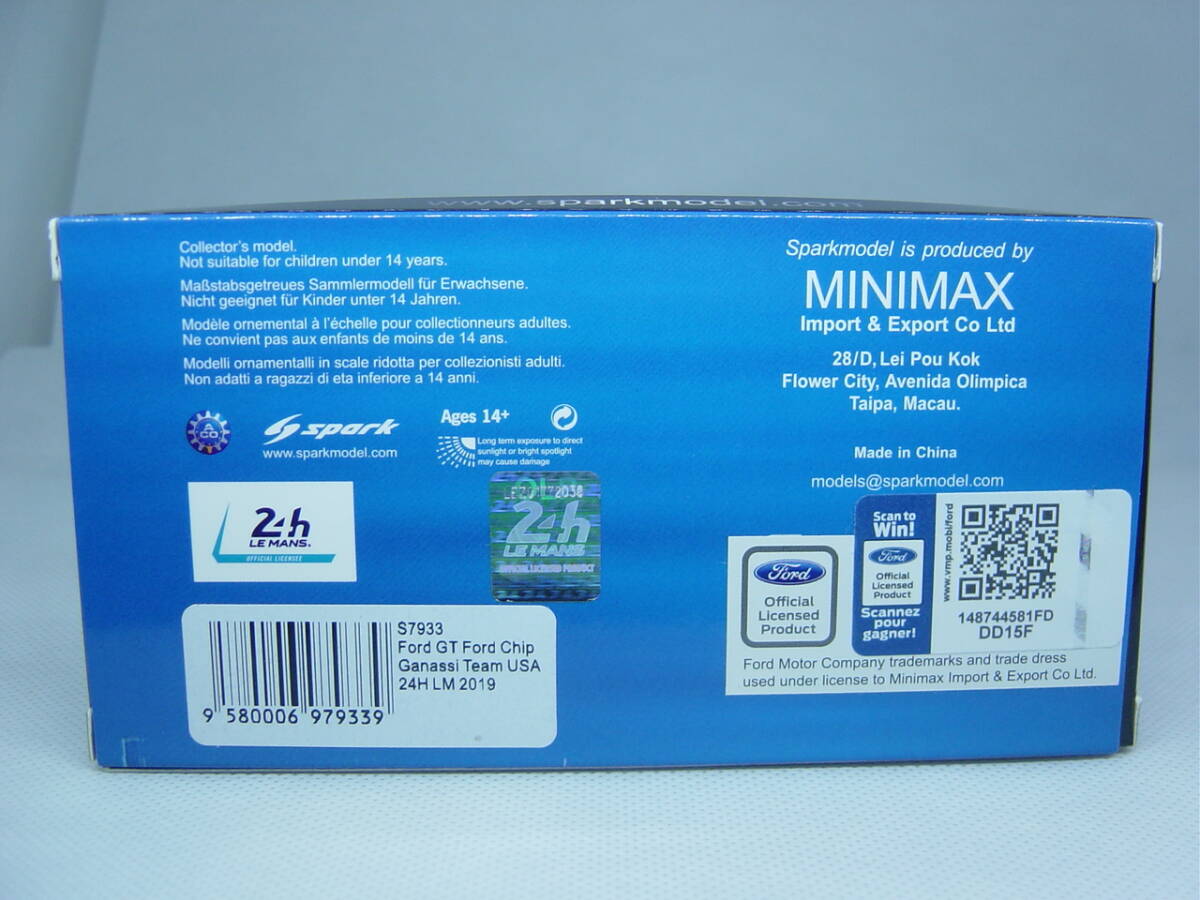 www.sparkmodel.com
Collector's model.
Not suitable for children under 14 years.
Maßstabsgetreues Sammlermodell für Erwachsene.
Nicht geeignet für Kinder unter 14 Jahren.
Modèle ornemental à l'échelle pour collectionneurs adultes.
Ne convient pas aux enfants de moins de 14 ans.
Modelli ornamentalli in scale ridotta per collezionisti adulti.
Non adatti a ragazzi di eta inferiore a 14 anni.
ACO
spark
www.sparkmodel.com
Ages 14+
Long term exposure to direct
sunlight or bright spotlight
may cause damage
24h
LE MANS.
OFFICIAL LICENSEE
2038
24h
LE MANS
OFFICIAL LICENSED PRODUCT
S7933
Ford GT Ford Chip
Ganassi Team USA
24H LM 2019
9 580006 979339
Sparkmodel is produced by
MINIMAX
Import & Export Co Ltd
28/D, Lei Pou Kok
Flower City, Avenida Olimpica
Taipa, Macau.
Made in China
models@sparkmodel.com
Ford
Official
Licensed
Product
Scan to
Win!
Ford
Official
Licensed
Product
Scannez
pour
gagner!
www.vmp.mobi/ford
148744581FD
DD15F
Ford Motor Company trademarks and trade dress
used under license to Minimax Import & Export Co Ltd.